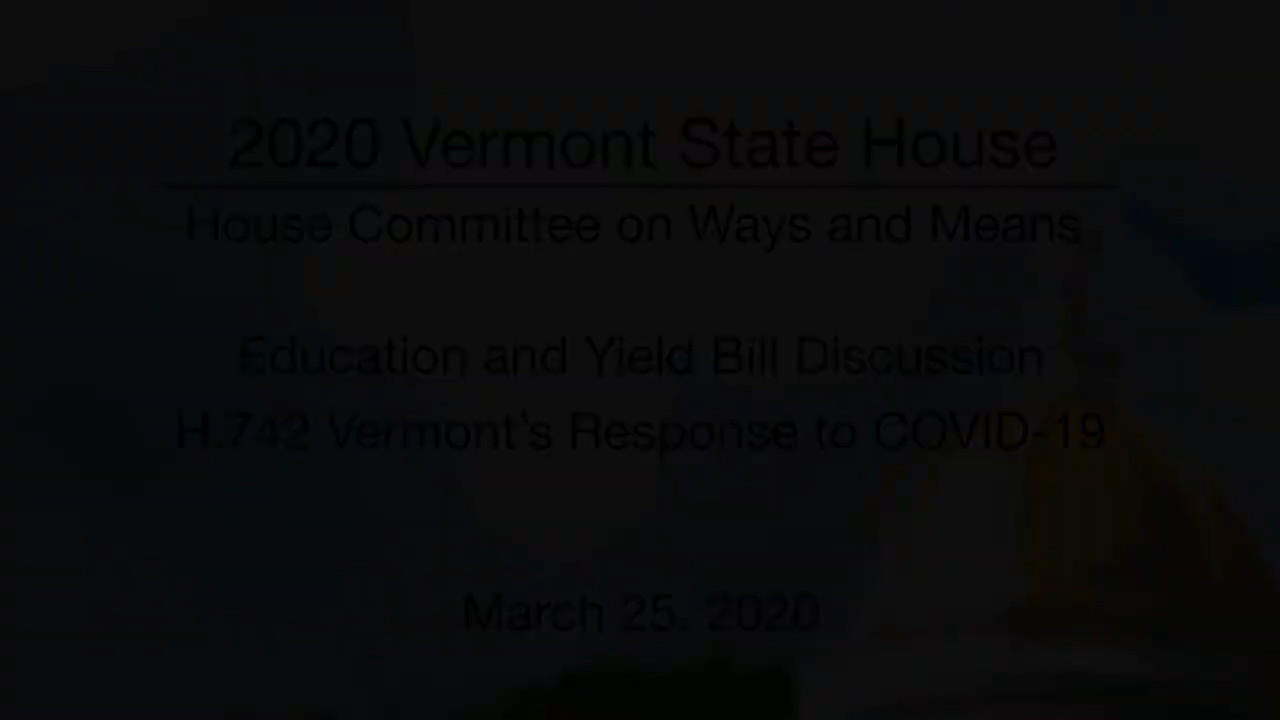 2020 Vermont State House
House Committee on Ways and Means
Education and Yield Bill Discussion
H.742 Vermont's Response to COVID-19
March 25, 2020